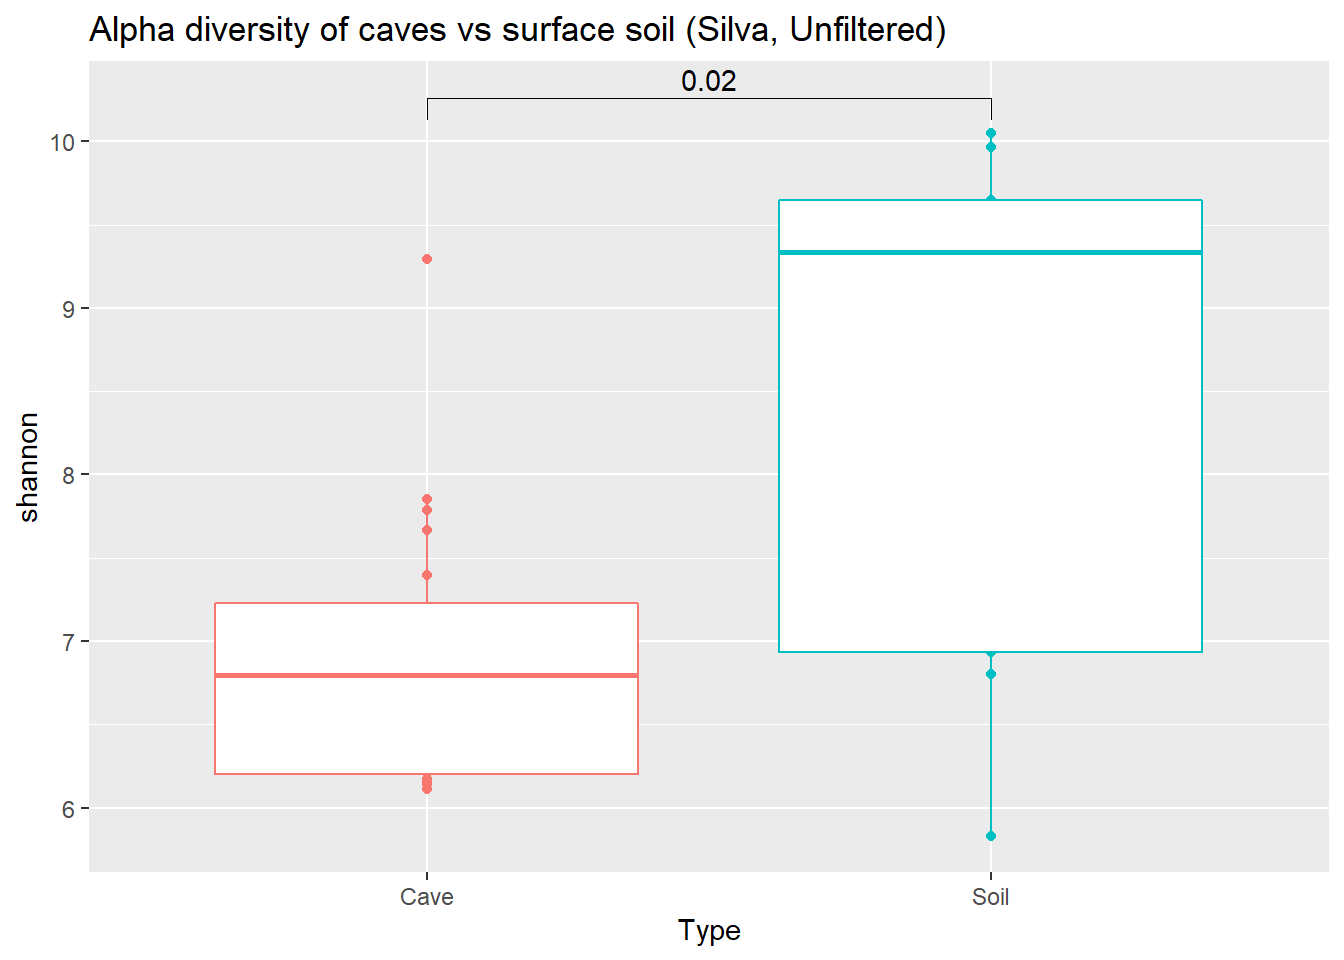 Alpha diversity of caves vs surface soil (Silva, Unfiltered)
0.02
10
9
8
7
6
shannon
Cave
Soil
Type